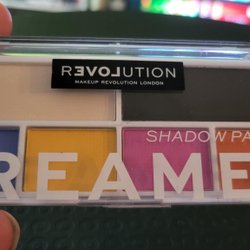 REVOLUTION
MAKEUP REVOLUTION LONDON
SHADOW PA
REAME